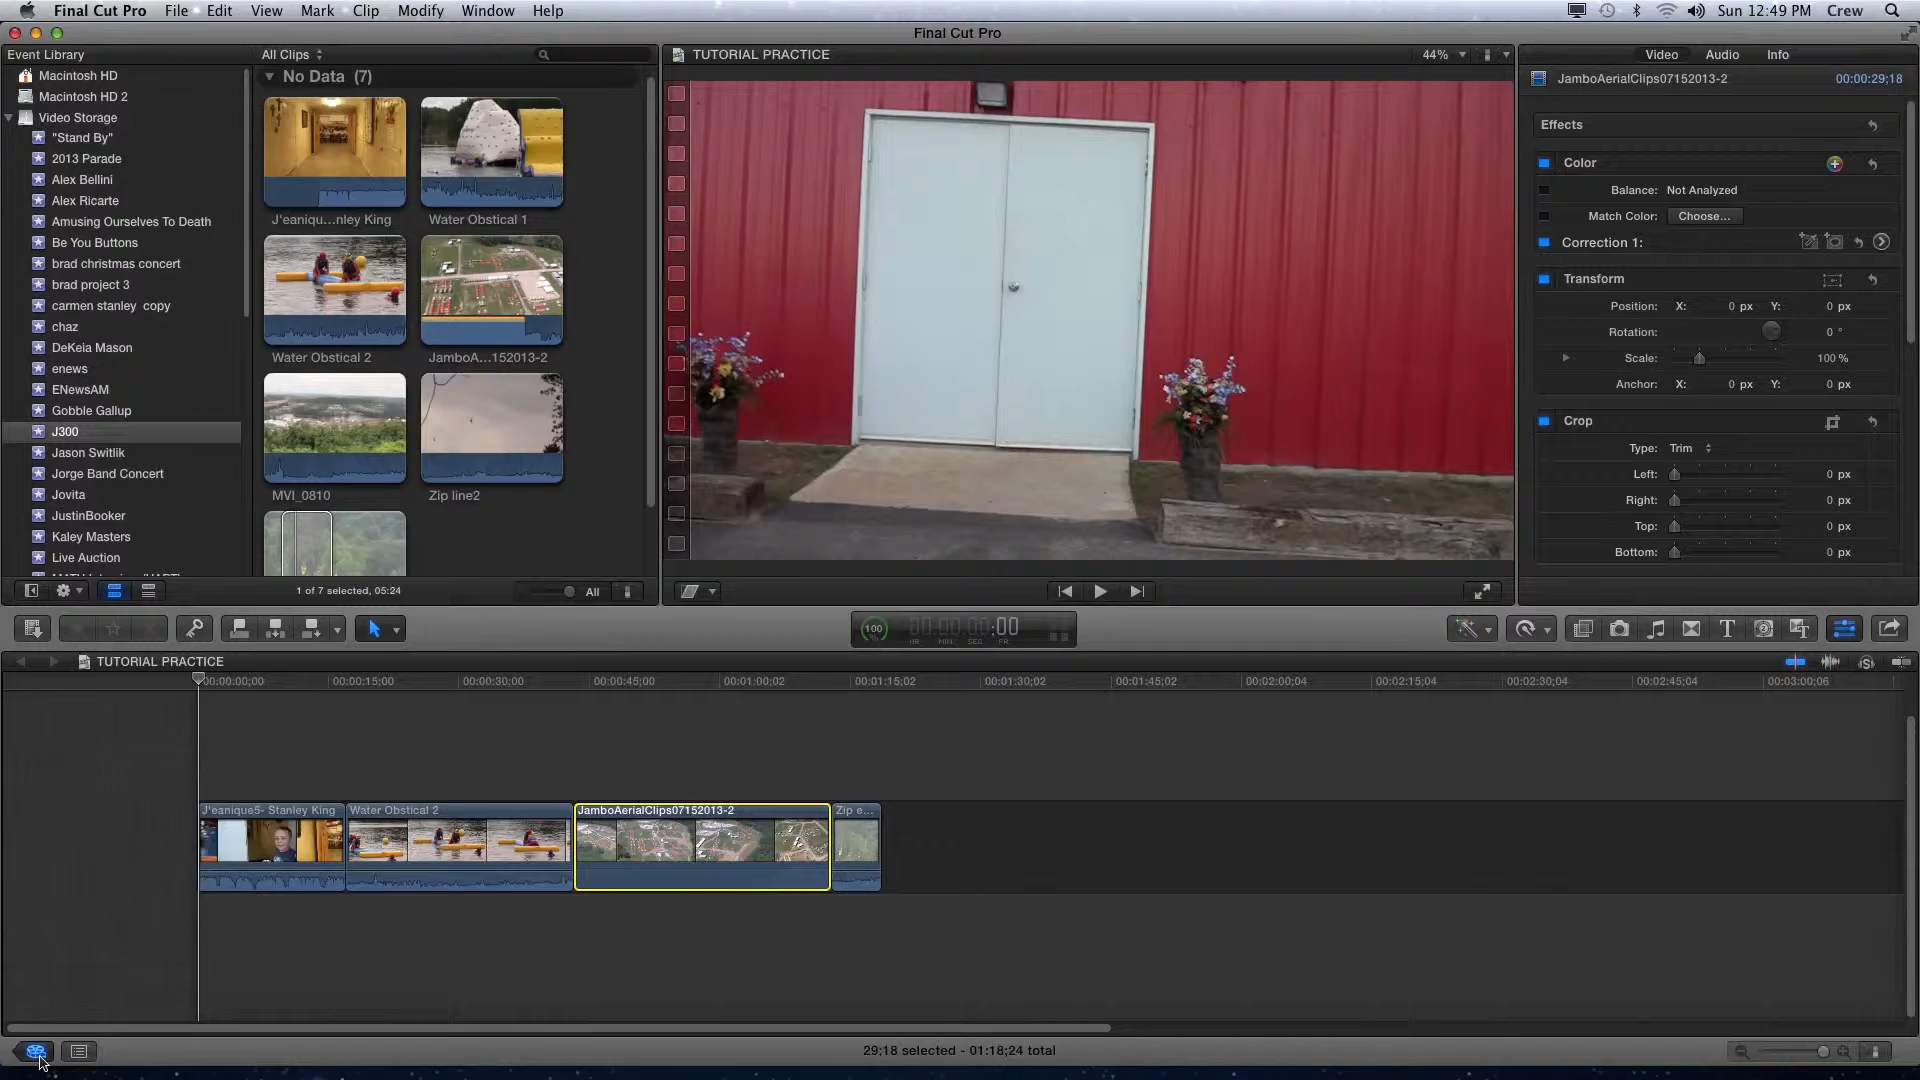 Final Cut Pro File Edit View Mark Clip Modify Window Help Sun 12:49 PM Crew
Final Cut Pro
Event Library
Macintosh HD
Macintosh HD 2
Video Storage
"Stand By"
2013 Parade
Alex Bellini
Alex Ricarte
Amusing Ourselves To Death
Be You Buttons
brad christmas concert
brad project 3
carmen stanley copy
chaz
DeKeia Mason
enews
ENewsAM
Gobble Gallup
J300
Jason Switlik
Jorge Band Concert
Jovita
JustinBooker
Kaley Masters
Live Auction
All Clips
No Data (7)
J'eaniqu...nley King
Water Obstical 1
Water Obstical 2
JamboA...152013-2
MVI_0810
Zip line2
1 of 7 selected, 05:24
All
TUTORIAL PRACTICE
44%
Video Audio Info
JamboAerialClips07152013-2 00:00:29;18
Effects
Color
Balance: Not Analyzed
Match Color: Choose...
Correction 1:
Transform
Position: X: 0 px Y: 0 px
Rotation: 0 °
Scale: 100 %
Anchor: X: 0 px Y: 0 px
Crop
Type: Trim
Left: 0 px
Right: 0 px
Top: 0 px
Bottom: 0 px
100 00:00:00;00
HR MIN SEC FR
TUTORIAL PRACTICE
00:00:00;00 00:00:15;00 00:00:30;00 00:00:45;00 00:01:00;02 00:01:15;02 00:01:30;02 00:01:45;02 00:02:00;04 00:02:15;04 00:02:30;04 00:02:45;04 00:03:00;06
J'eanique5- Stanley King Water Obstical 2 JamboAerialClips07152013-2 Zip e...
29;18 selected - 01:18;24 total